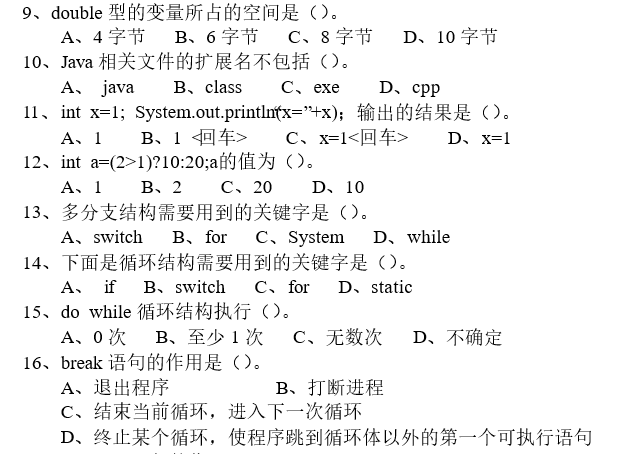 9、double 型的变量所占的空间是（）。
A、4 字节 B、6 字节 C、8 字节 D、10 字节
10、Java 相关文件的扩展名不包括（）。
A、 java B、class C、exe D、cpp
11、int x=1; System.out.println(“x=”+x); 输出的结果是（）。
A、1 B、1 <回车> C、x=1<回车> D、x=1
12、int a=(2>1)?10:20;a的值为（）。
A、1 B、2 C、20 D、10
13、多分支结构需要用到的关键字是（）。
A、switch B、for C、System D、while
14、下面是循环结构需要用到的关键字是（）。
A、 if B、switch C、for D、static
15、do while 循环结构执行（）。
A、0 次 B、至少 1 次 C、无数次 D、不确定
16、break 语句的作用是（）。
A、退出程序 B、打断进程
C、结束当前循环，进入下一次循环
D、终止某个循环，使程序跳到循环体以外的第一个可执行语句